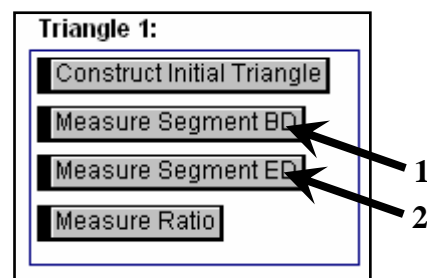 Triangle 1:
Construct Initial Triangle
Measure Segment BD
Measure Segment ED
Measure Ratio
1
2